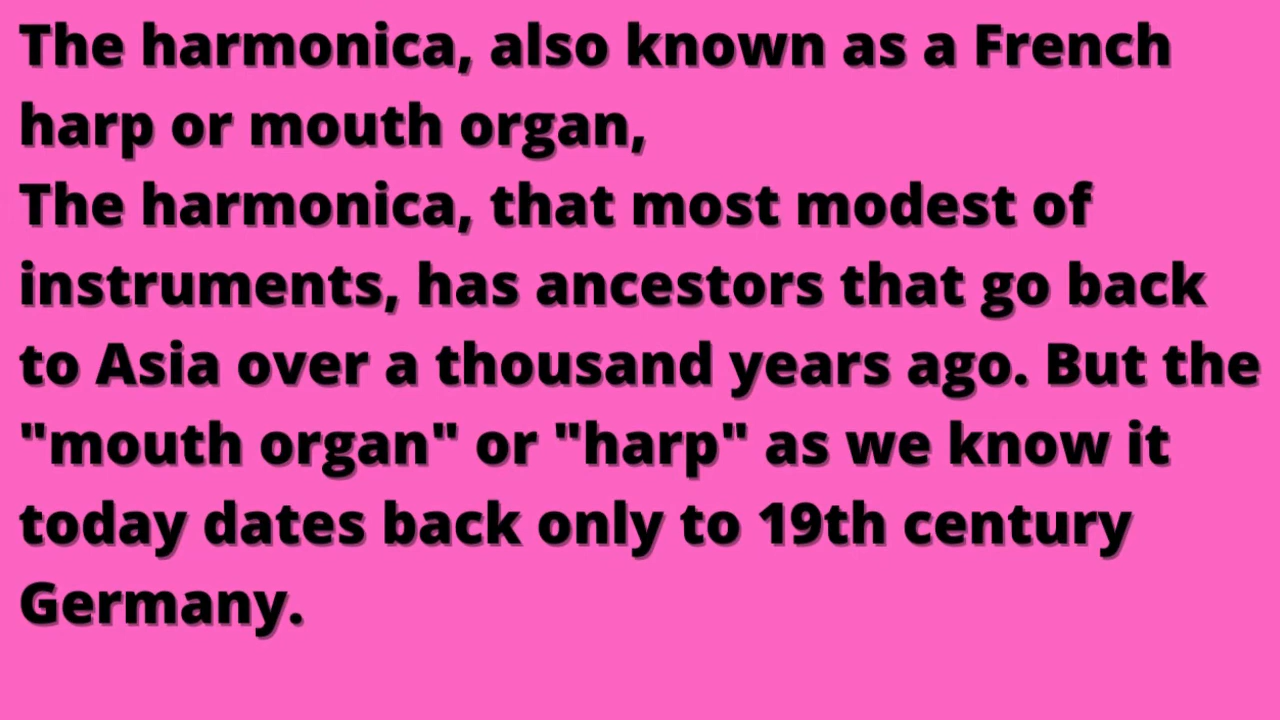 The harmonica, also known as a French
harp or mouth organ,
The harmonica, that most modest of
instruments, has ancestors that go back
to Asia over a thousand years ago. But the
"mouth organ" or "harp" as we know it
today dates back only to 19th century
Germany.